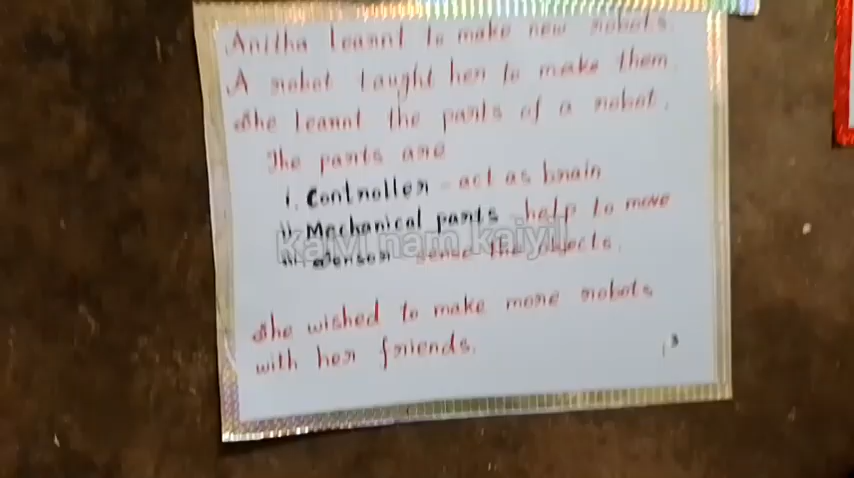 Anitha learnt to make new robots.
A robot taught her to make them.
She learnt the parts of a robot.
The parts are
i. Controller - act as brain
ii. Mechanical parts help to move
iii. Sensor sense the objects.
kalvi nam kaiyil
She wished to make more robots
with her friends.
3